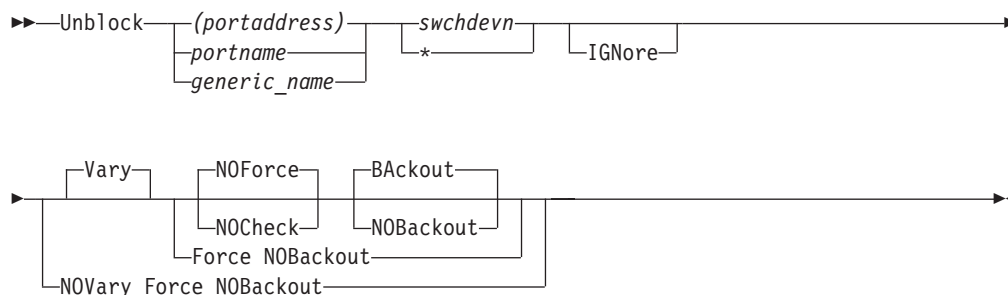 Unblock (portaddress) swchdevn
portname * IGNore
generic_name
Vary NOForce BAckout
NOCheck NOBackout
Force NOBackout
NOVary Force NOBackout